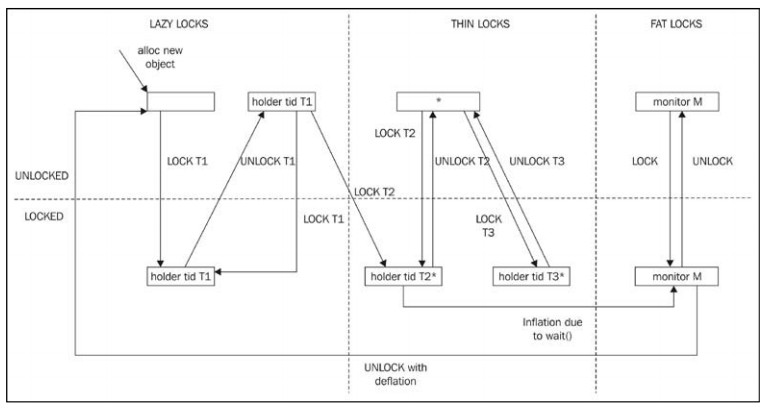 LAZY LOCKS
THIN LOCKS
FAT LOCKS
alloc new
object
holder tid T1
*
monitor M
LOCK T2
LOCK T1
UNLOCK T1
UNLOCK T2
UNLOCK T3
LOCK
UNLOCK
UNLOCKED
LOCK T2
LOCKED
LOCK T1
LOCK
T3
holder tid T1
holder tid T2*
holder tid T3*
monitor M
Inflation due
to wait()
UNLOCK with
deflation